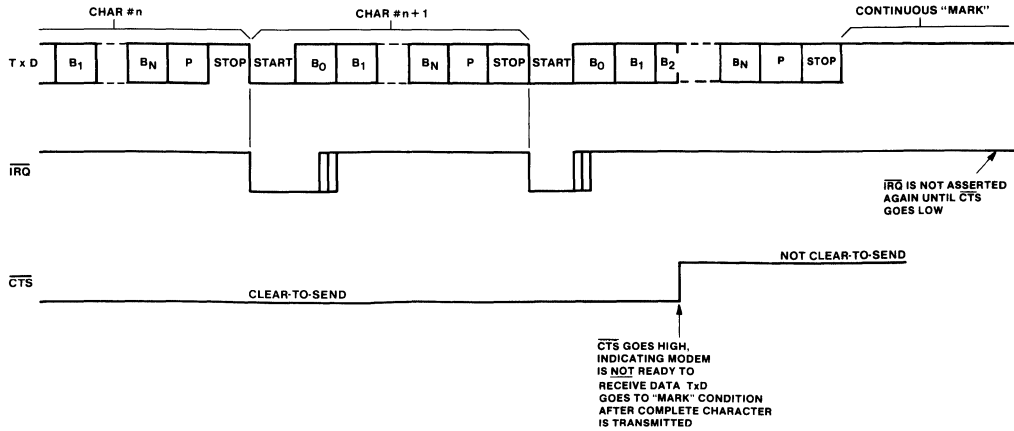 CHAR #n
CHAR #n + 1
CONTINUOUS "MARK"
TxD B1 BN P STOP START B0 B1 BN P STOP START B0 B1 B2 BN P STOP
IRQ
IRQ IS NOT ASSERTED
AGAIN UNTIL CTS
GOES LOW
NOT CLEAR-TO-SEND
CTS
CLEAR-TO-SEND
CTS GOES HIGH,
INDICATING MODEM
IS NOT READY TO
RECEIVE DATA TxD
GOES TO "MARK" CONDITION
AFTER COMPLETE CHARACTER
IS TRANSMITTED